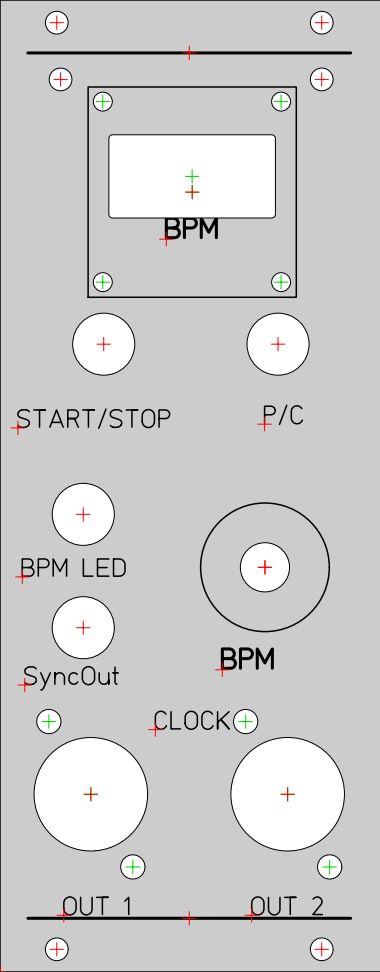 BPM
START/STOP P/C
BPM LED
BPM
SyncOut
CLOCK
OUT 1 OUT 2